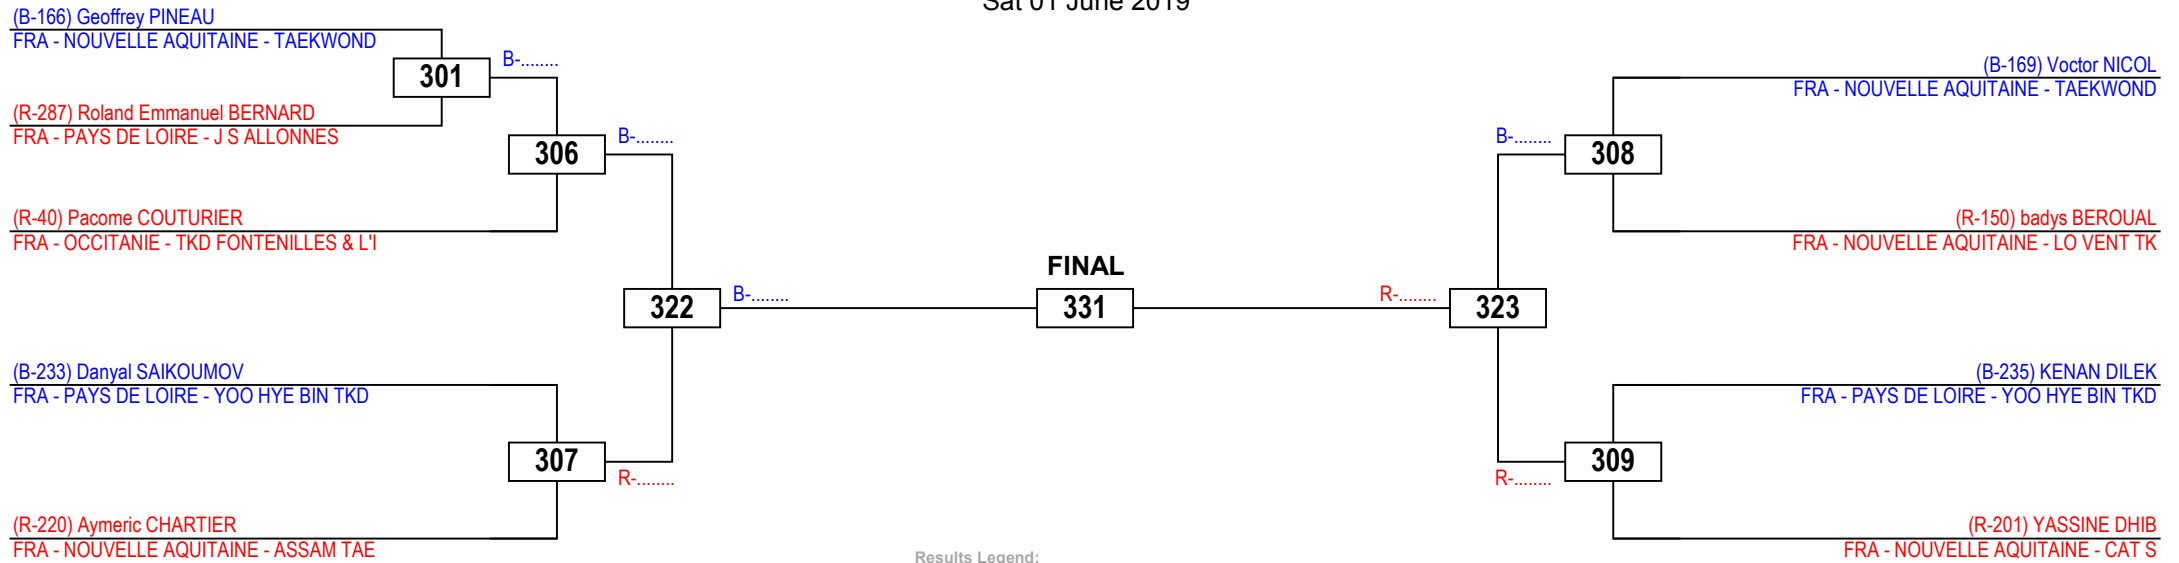 Sat 01 June 2019
(B-166) Geoffrey PINEAU
FRA - NOUVELLE AQUITAINE - TAEKWOND
301
B-........
(R-287) Roland Emmanuel BERNARD
FRA - PAYS DE LOIRE - J S ALLONNES
306
B-........
(R-40) Pacome COUTURIER
FRA - OCCITANIE - TKD FONTENILLES & L'I
322
B-........
(B-233) Danyal SAIKOUMOV
FRA - PAYS DE LOIRE - YOO HYE BIN TKD
307
R-........
(R-220) Aymeric CHARTIER
FRA - NOUVELLE AQUITAINE - ASSAM TAE
FINAL
331
(B-169) Voctor NICOL
FRA - NOUVELLE AQUITAINE - TAEKWOND
B-........
308
(R-150) badys BEROUAL
FRA - NOUVELLE AQUITAINE - LO VENT TK
R-........
323
(B-235) KENAN DILEK
FRA - PAYS DE LOIRE - YOO HYE BIN TKD
R-........
309
(R-201) YASSINE DHIB
FRA - NOUVELLE AQUITAINE - CAT S
Results Legend: